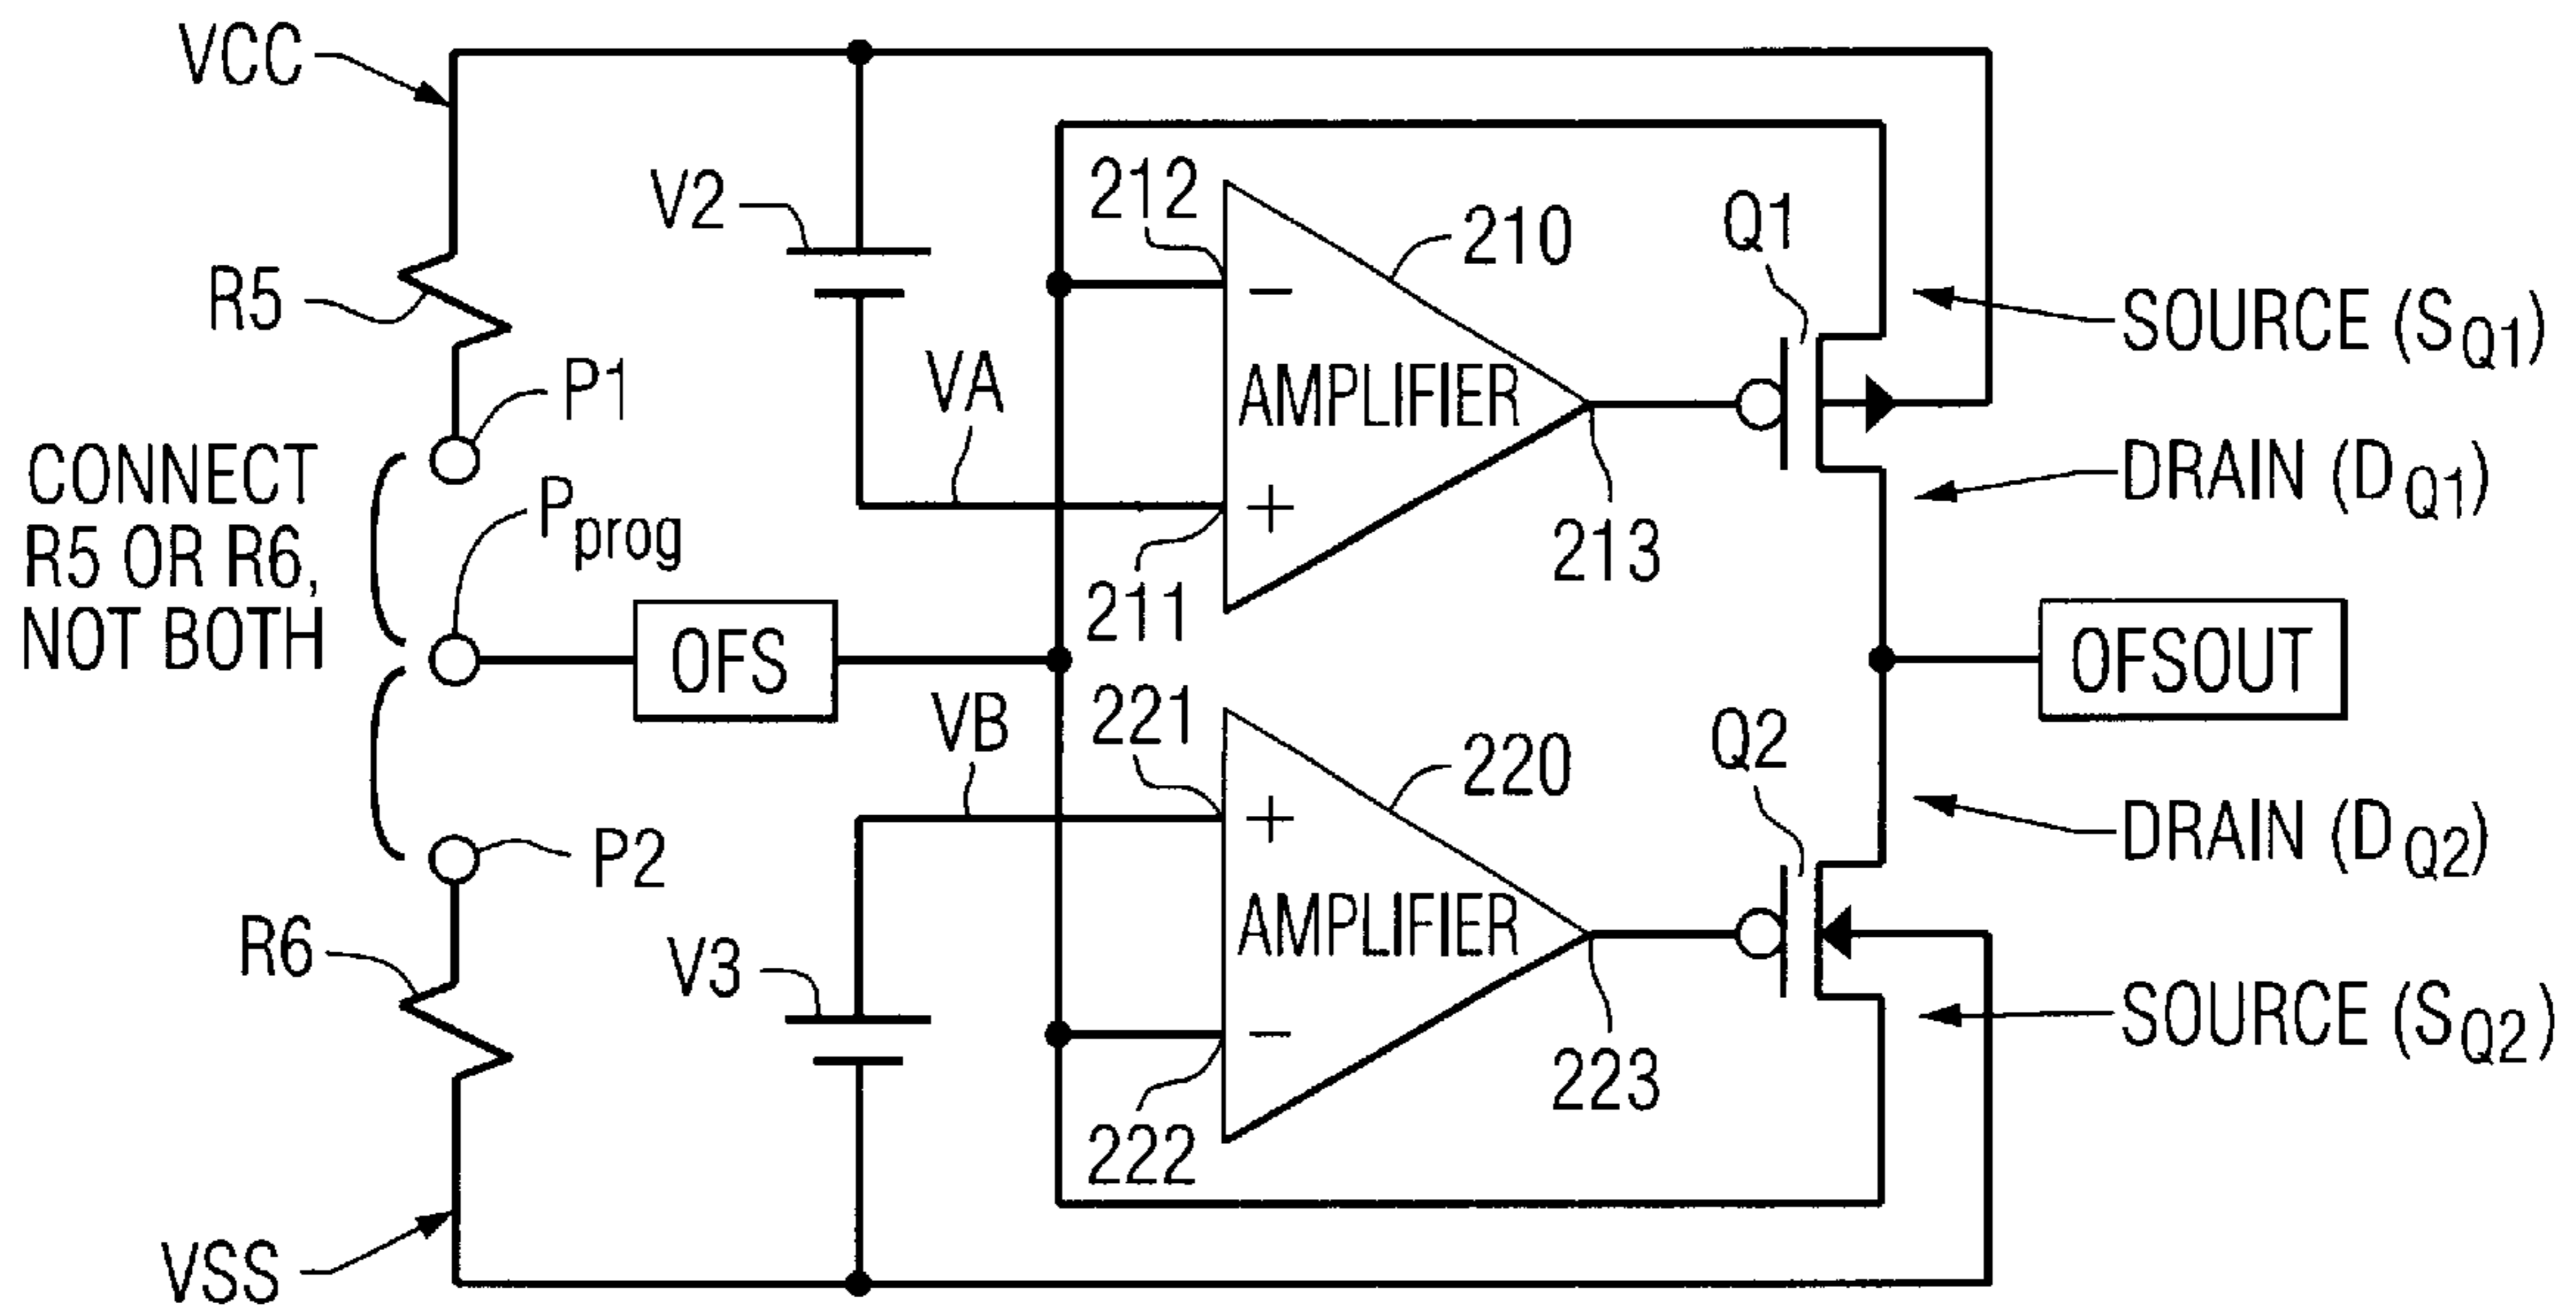 VCC
V2
212
210
Q1
R5
SOURCE (SQ1)
P1
VA
AMPLIFIER
CONNECT
R5 OR R6,
NOT BOTH
Pprog
DRAIN (DQ1)
213
211
OFS
OFSOUT
VB
221
220
Q2
P2
DRAIN (DQ2)
R6
V3
AMPLIFIER
SOURCE (SQ2)
223
222
VSS
+
−
+
−